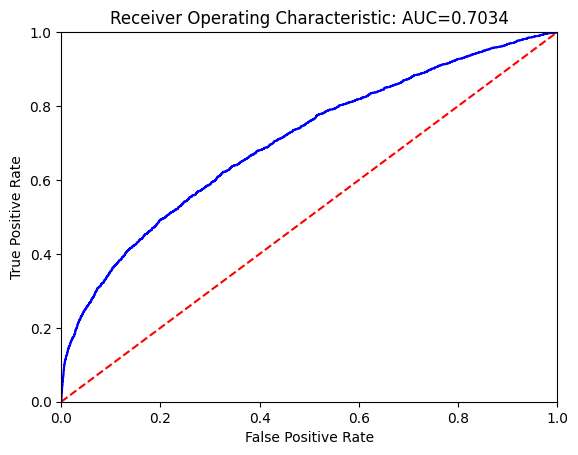 Receiver Operating Characteristic: AUC=0.7034
1.0
0.8
0.6
0.4
0.2
0.0
True Positive Rate
0.0 0.2 0.4 0.6 0.8 1.0
False Positive Rate